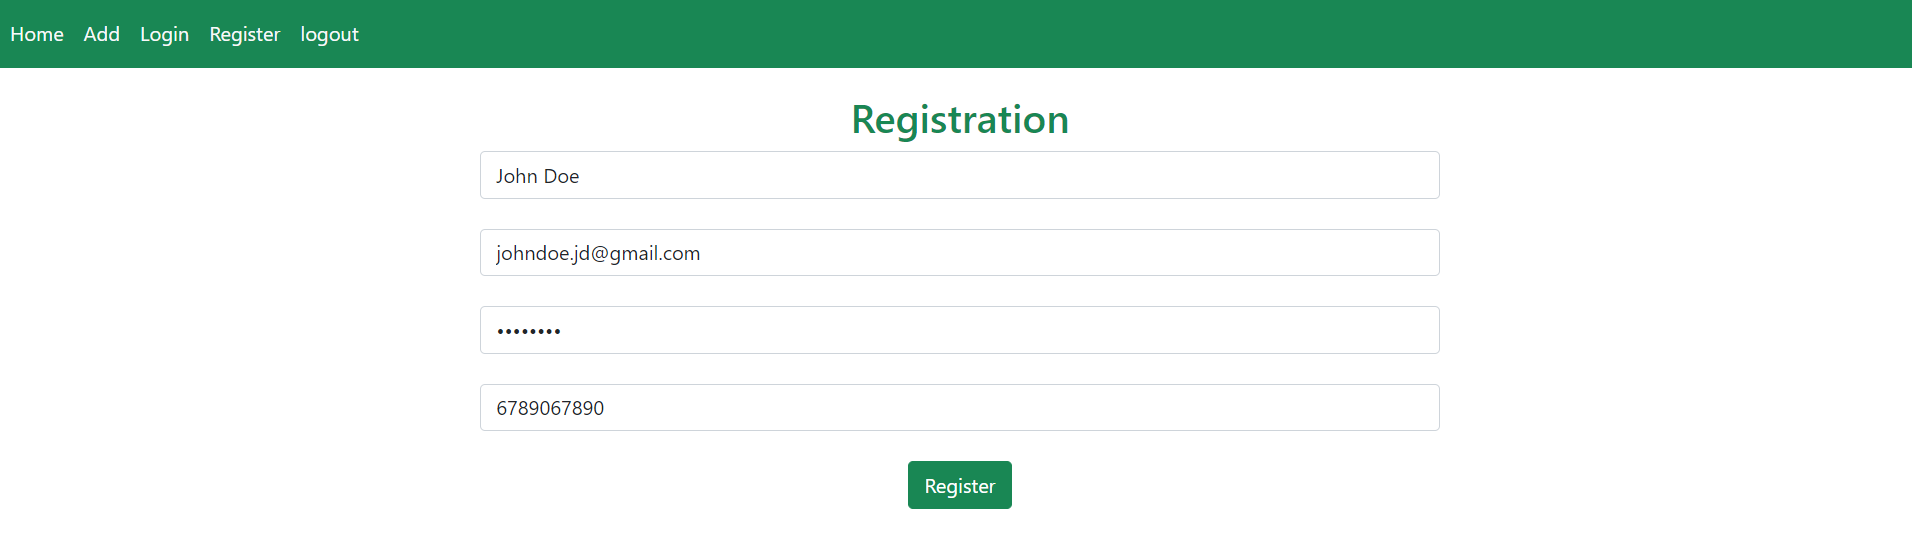 Home Add Login Register logout
Registration
John Doe
johndoe.jd@gmail.com
••••••••
6789067890
Register